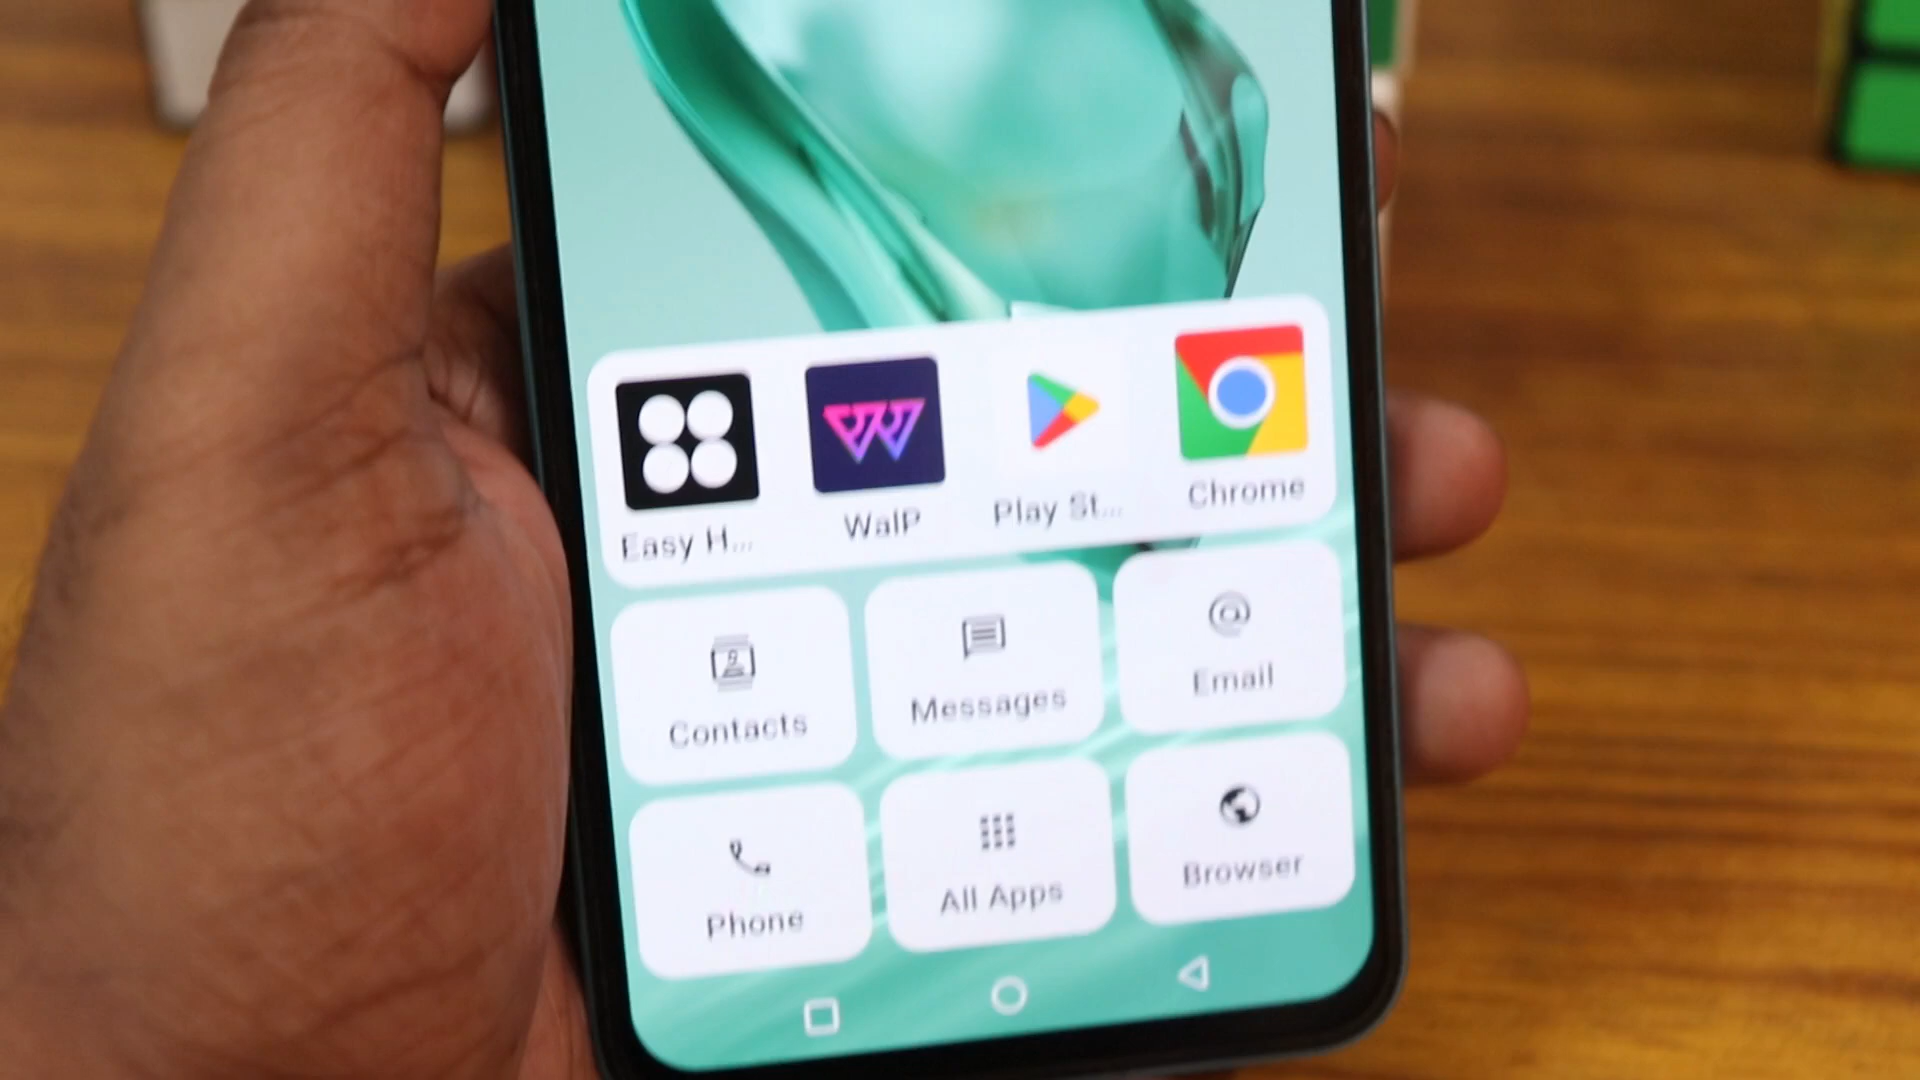 Easy H...
WalP
Play St...
Chrome
Contacts
Messages
Email
Phone
All Apps
Browser